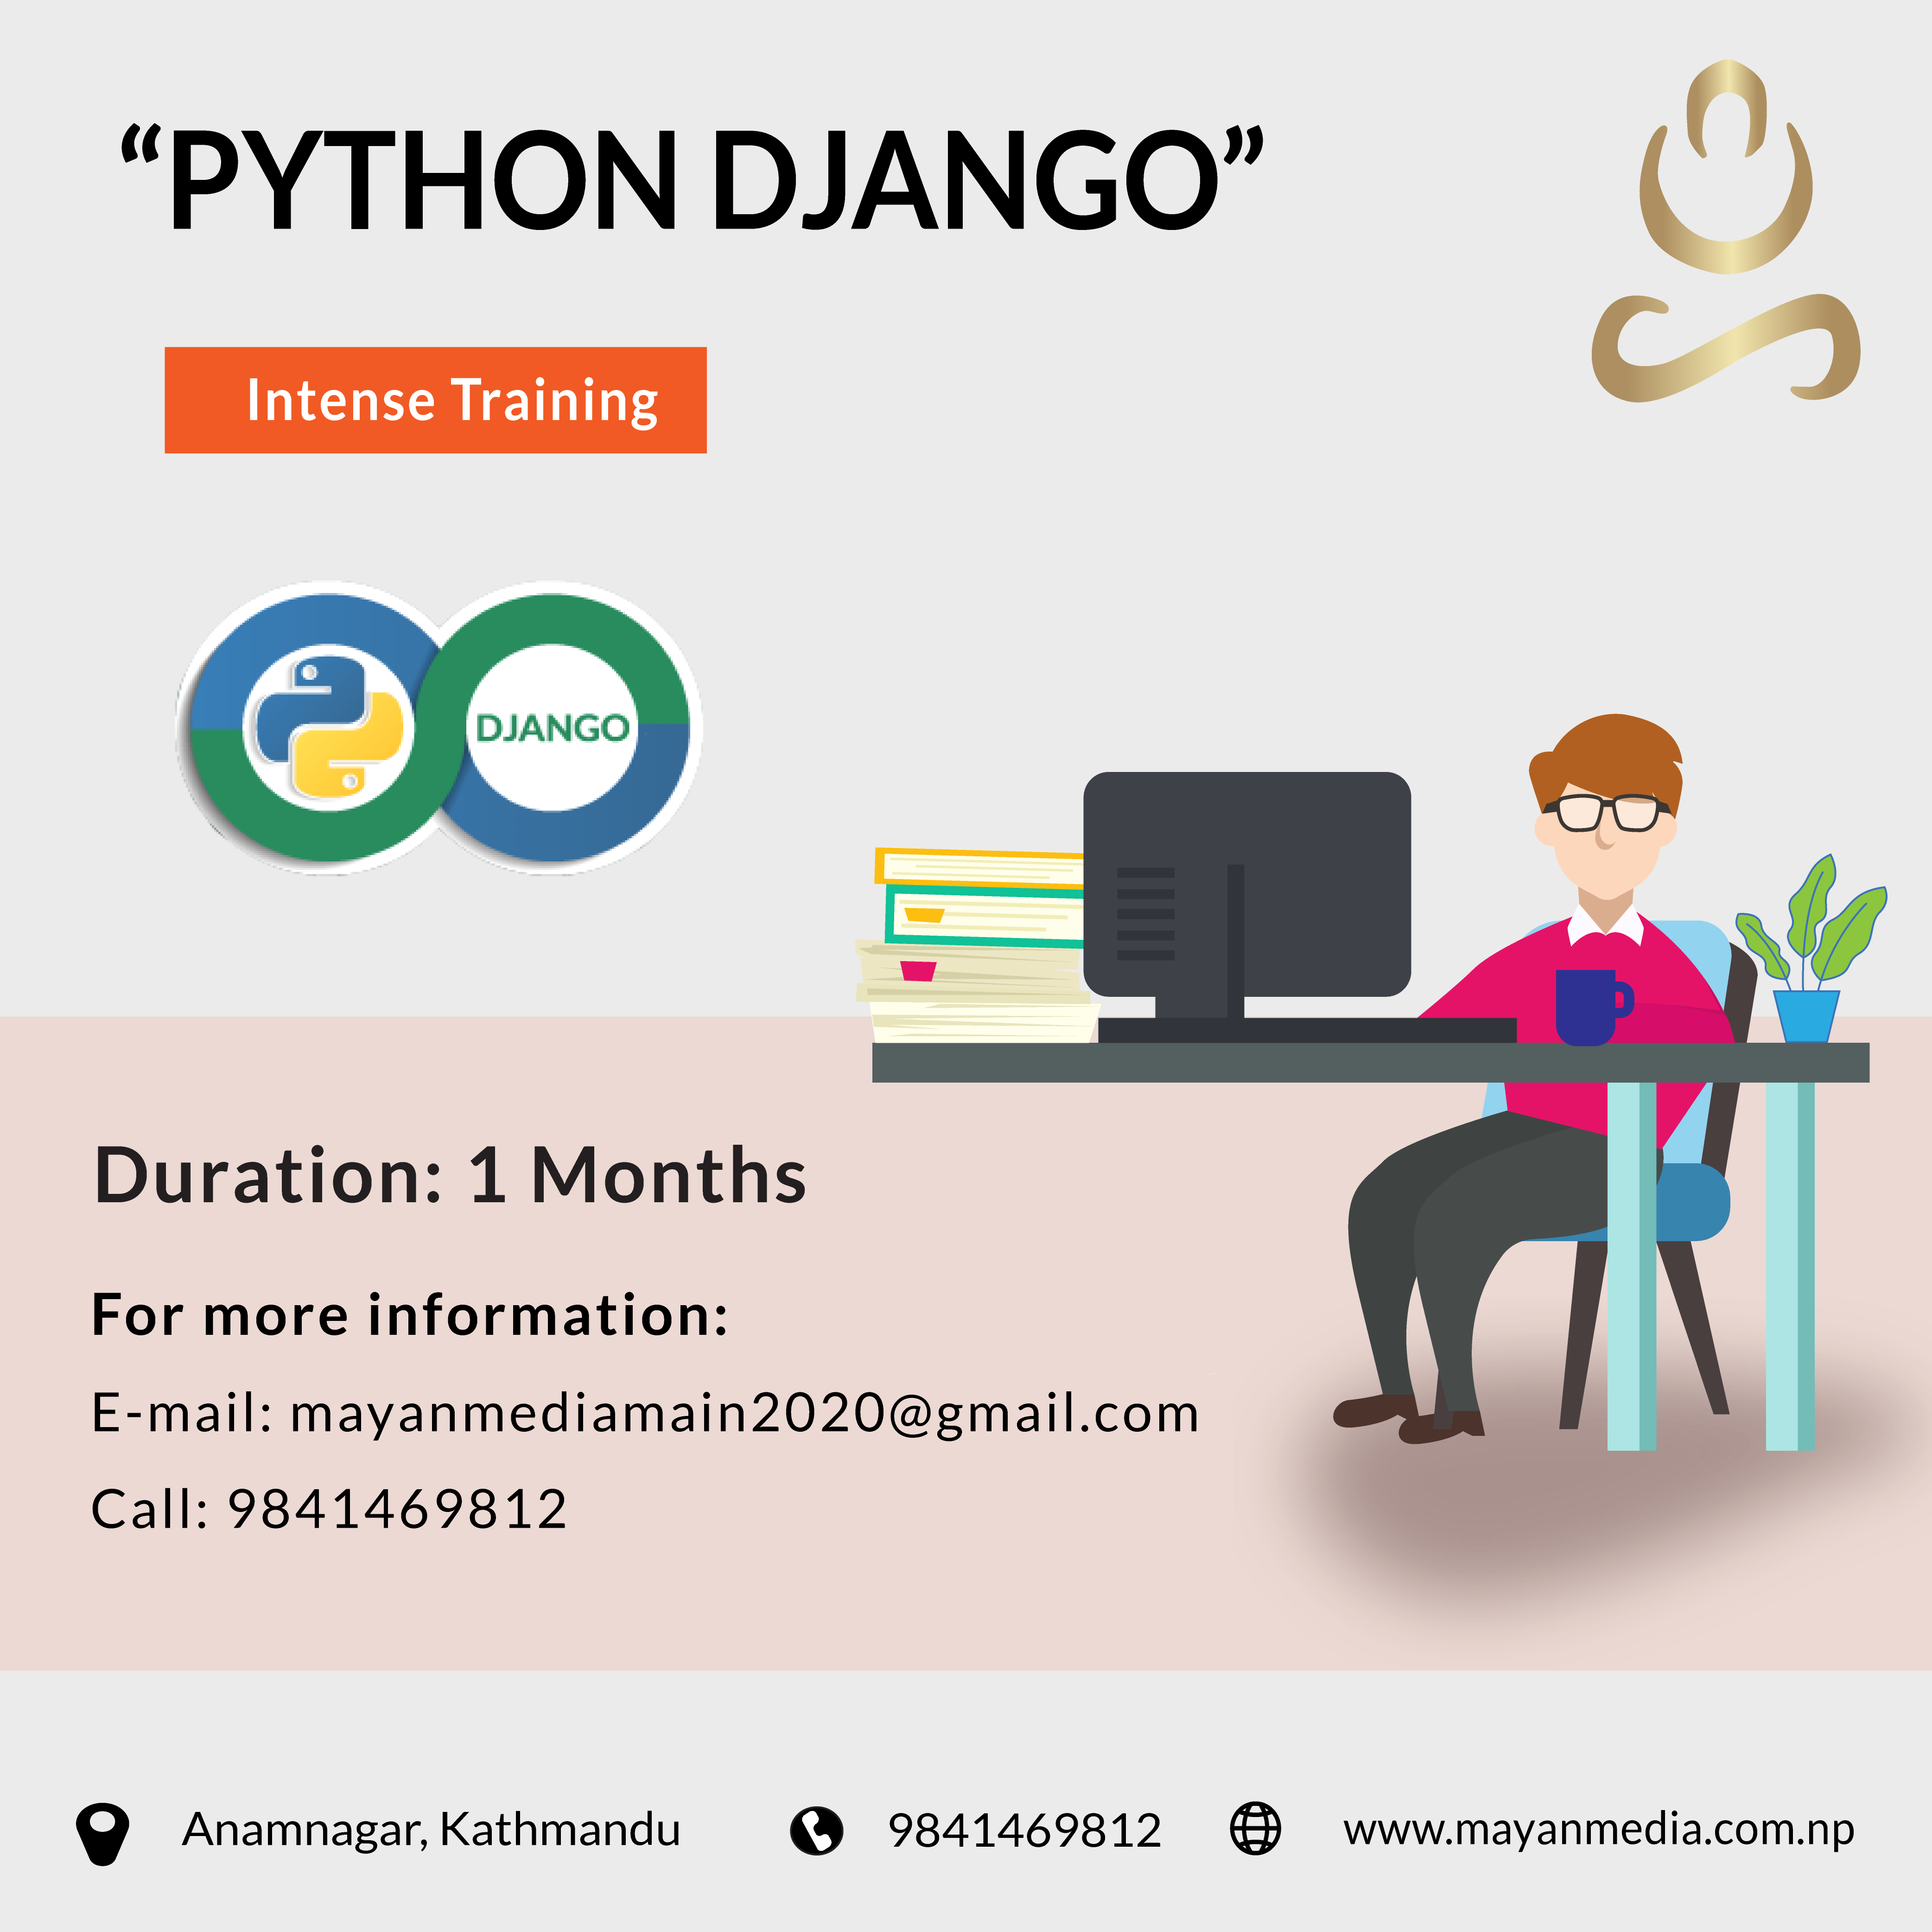 “PYTHON DJANGO”
Intense Training
DJANGO
Duration: 1 Months
For more information:
E-mail: mayanmediamain2020@gmail.com
Call: 9841469812
Anamnagar, Kathmandu
9841469812
www.mayanmedia.com.np